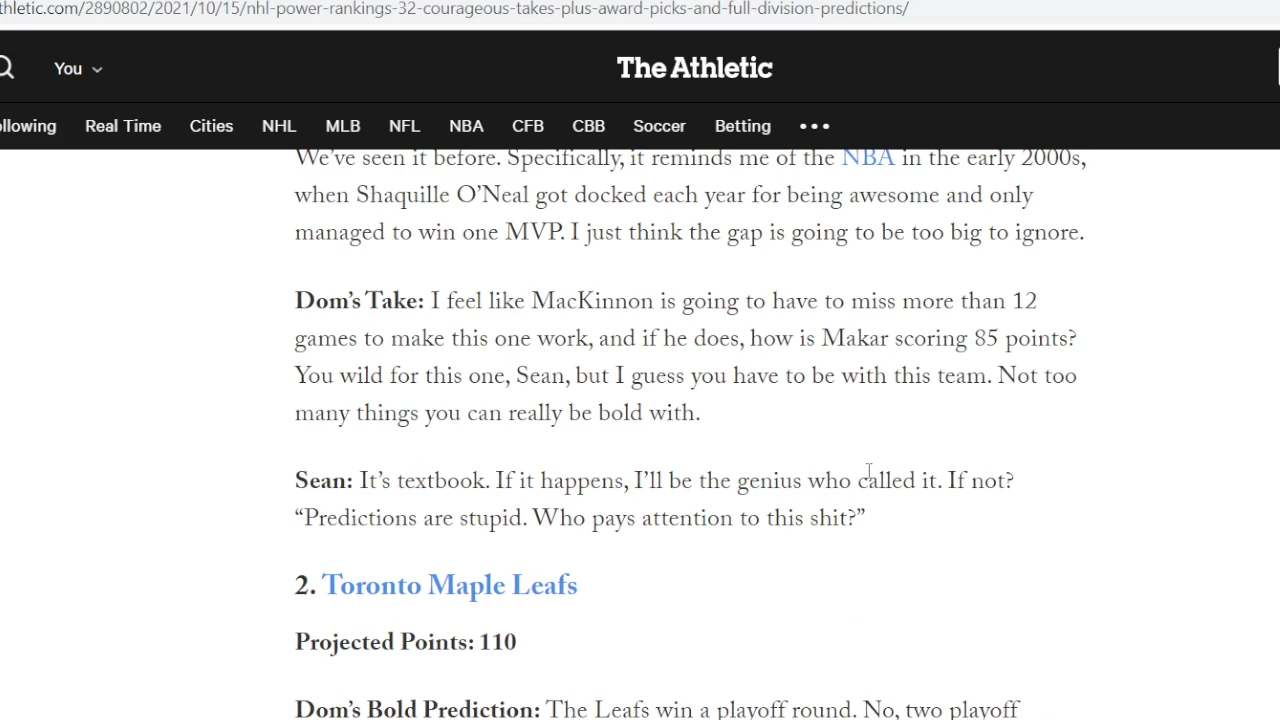 thletic.com/2890802/2021/10/15/nhl-power-rankings-32-courageous-takes-plus-award-picks-and-full-division-predictions/
You The Athletic
ollowing Real Time Cities NHL MLB NFL NBA CFB CBB Soccer Betting •••
We’ve seen it before. Specifically, it reminds me of the NBA in the early 2000s,
when Shaquille O’Neal got docked each year for being awesome and only
managed to win one MVP. I just think the gap is going to be too big to ignore.
Dom’s Take: I feel like MacKinnon is going to have to miss more than 12
games to make this one work, and if he does, how is Makar scoring 85 points?
You wild for this one, Sean, but I guess you have to be with this team. Not too
many things you can really be bold with.
Sean: It’s textbook. If it happens, I’ll be the genius who called it. If not?
“Predictions are stupid. Who pays attention to this shit?”
2. Toronto Maple Leafs
Projected Points: 110
Dom’s Bold Prediction: The Leafs win a playoff round. No, two playoff